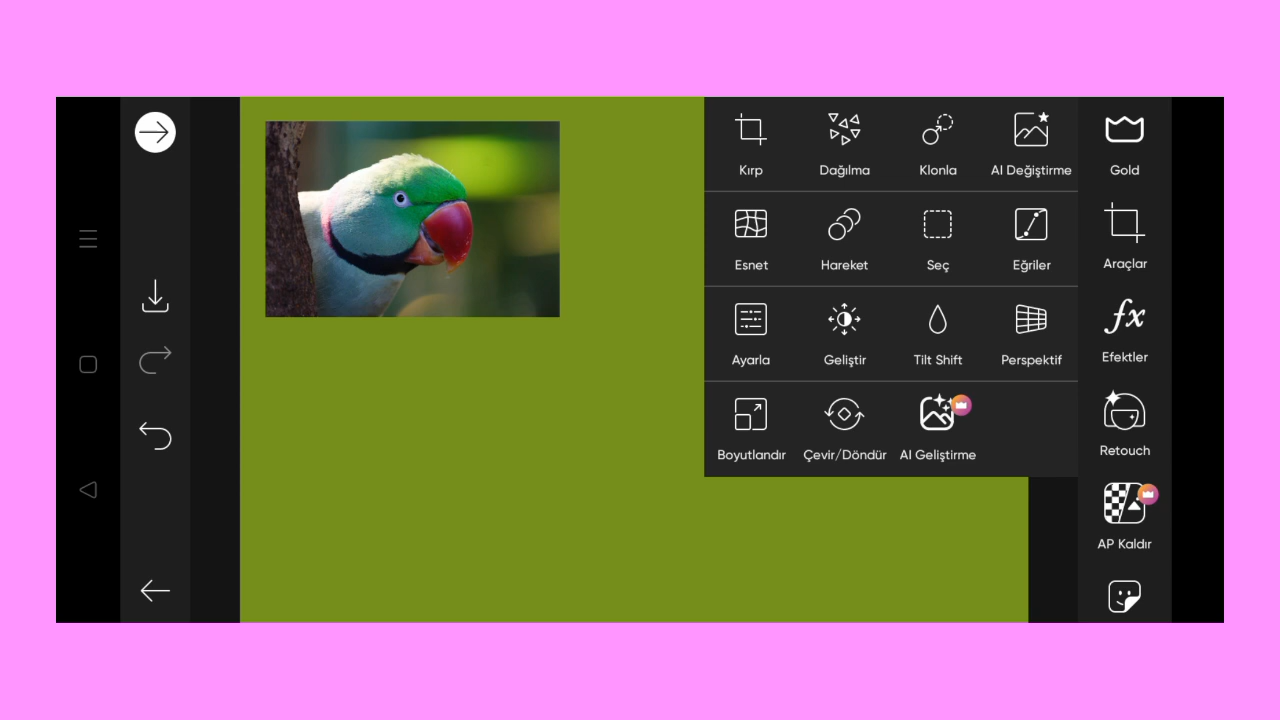 Kırp
Dağılma
Klonla
AI Değiştirme
Esnet
Hareket
Seç
Eğriler
Ayarla
Geliştir
Tilt Shift
Perspektif
Boyutlandır
Çevir/Döndür
AI Geliştirme
Gold
Araçlar
fx
Efektler
Retouch
AP Kaldır